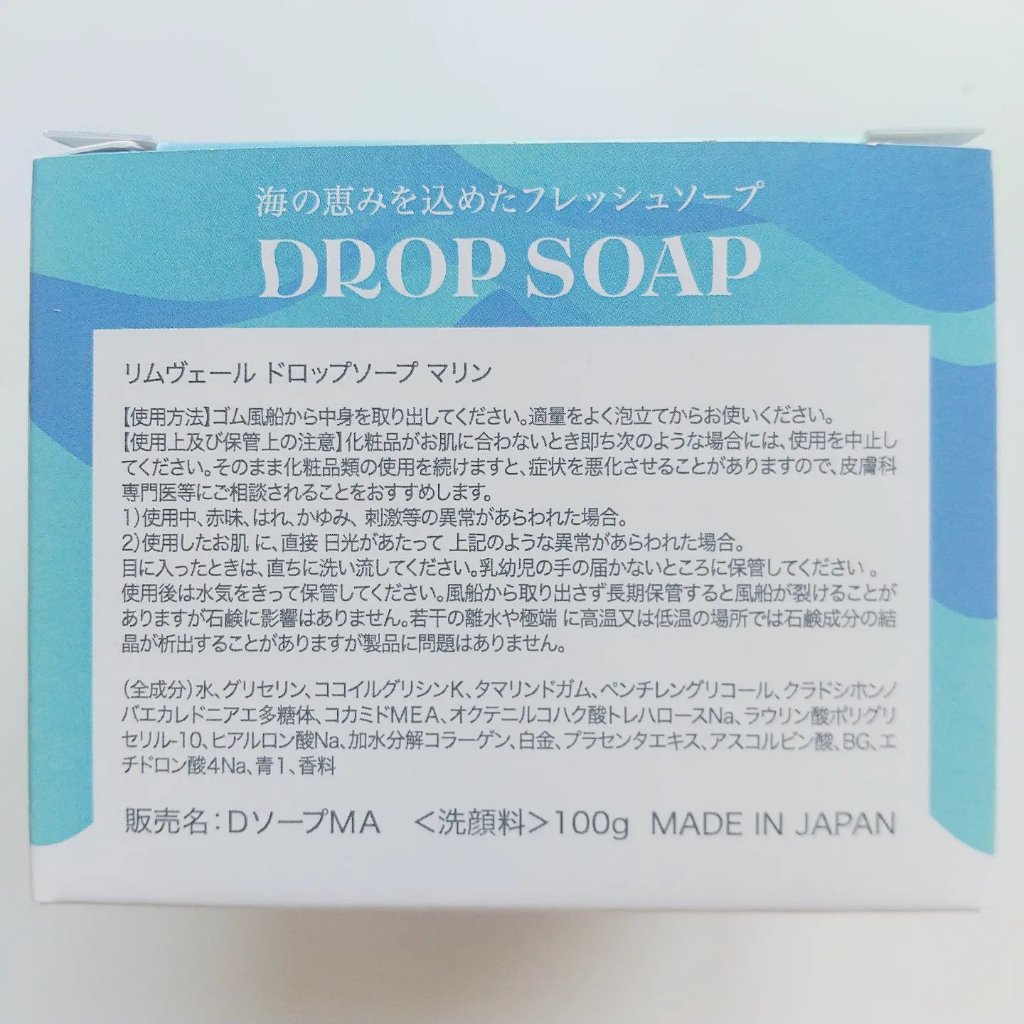 海の恵みを込めたフレッシュソープ
DROP SOAP
リムヴェール ドロップソープ マリン
【使用方法】ゴム風船から中身を取り出してください。適量をよく泡立ててからお使いください。
【使用上及び保管上の注意】化粧品がお肌に合わないとき即ち次のような場合には、使用を中止し
てください。そのまま化粧品類の使用を続けますと、症状を悪化させることがありますので、皮膚科
専門医等にご相談されることをおすすめします。
1)使用中、赤味、はれ、かゆみ、刺激等の異常があらわれた場合。
2)使用したお肌 に、直接 日光があたって 上記のような異常があらわれた場合。
目に入ったときは、直ちに洗い流してください。乳幼児の手の届かないところに保管してください 。
使用後は水気をきって保管してください。風船から取り出さず長期保管すると風船が裂けることが
ありますが石鹸に影響はありません。若干の離水や極端 に高温又は低温の場所では石鹸成分の結
晶が析出することがありますが製品に問題はありません。
(全成分)水、グリセリン、ココイルグリシンK、タマリンドガム、ペンチレングリコール、クラドシホンノ
バエカレドニアエ多糖体、コカミドMEA、オクテニルコハク酸トレハロースNa、ラウリン酸ポリグリ
セリル-10、ヒアルロン酸Na、加水分解コラーゲン、白金、プラセンタエキス、アスコルビン酸、BG、エ
チドロン酸4Na、青1、香料
販売名:DソープMA <洗顔料>100g MADE IN JAPAN